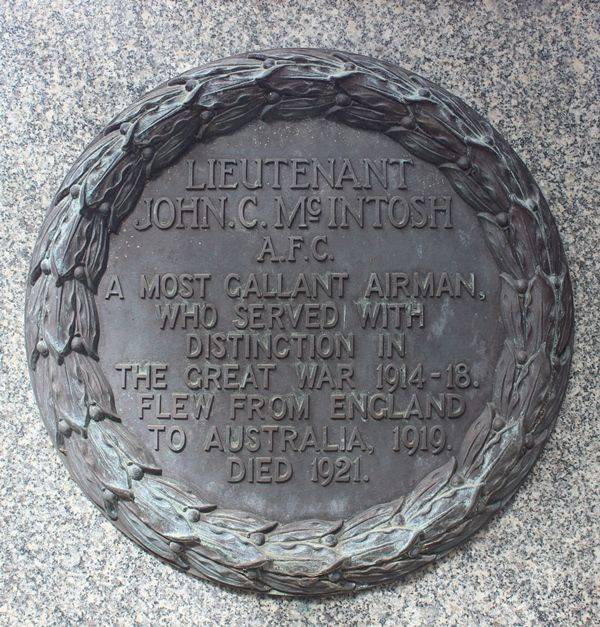 LIEUTENANT
JOHN.C. McINTOSH
A.F.C.
A MOST GALLANT AIRMAN,
WHO SERVED WITH
DISTINCTION IN
THE GREAT WAR 1914-18.
FLEW FROM ENGLAND
TO AUSTRALIA, 1919.
DIED 1921.